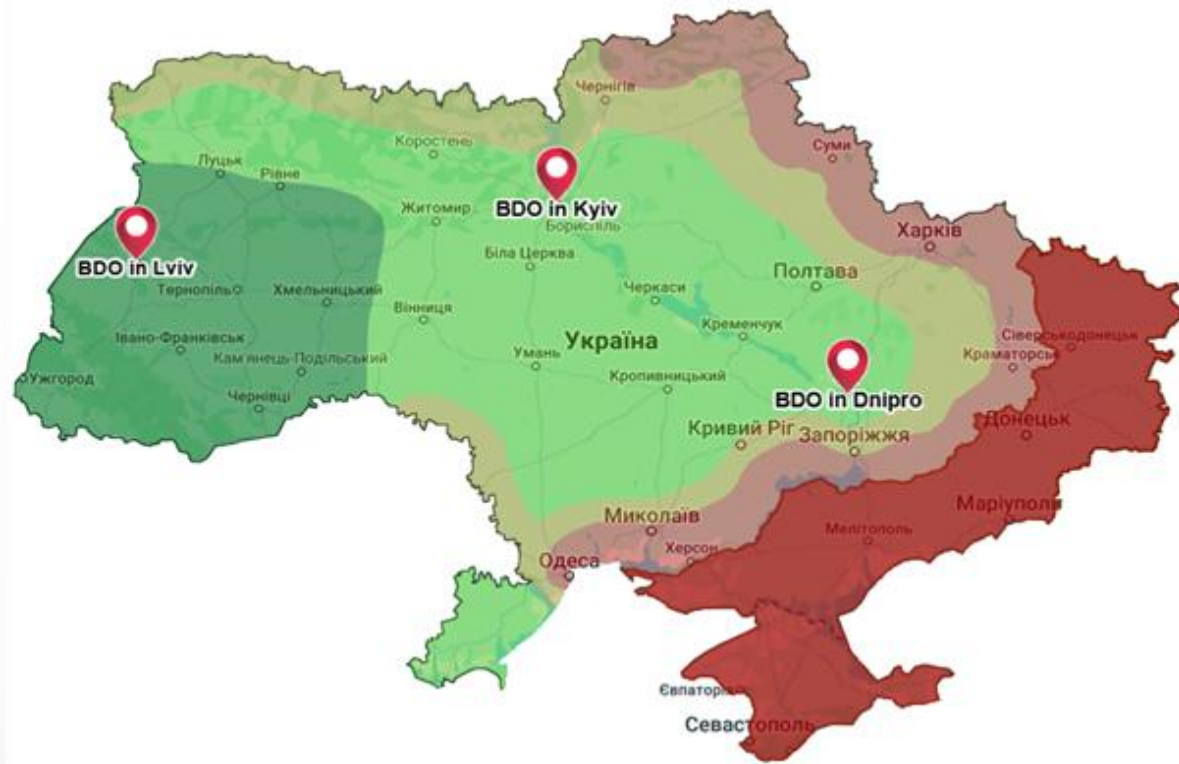 Чернігів
Коростень
Суми
Луцьк
Рівне
BDO in Kyiv
Житомир
Бориспіль
Харків
BDO in Lviv
Біла Церква
Полтава
Тернопіль
Хмельницький
Черкаси
Вінниця
Кременчук
Сіверськодонецьк
Івано-Франківськ
Україна
Умань
Краматорськ
Кам'янець-Подільський
Ужгород
Кропивницький
BDO in Dnipro
Чернівці
Кривий Ріг
Запоріжжя
Донецьк
Маріуполь
Миколаїв
Мелітополь
Херсон
Одеса
Євпаторія
Севастополь